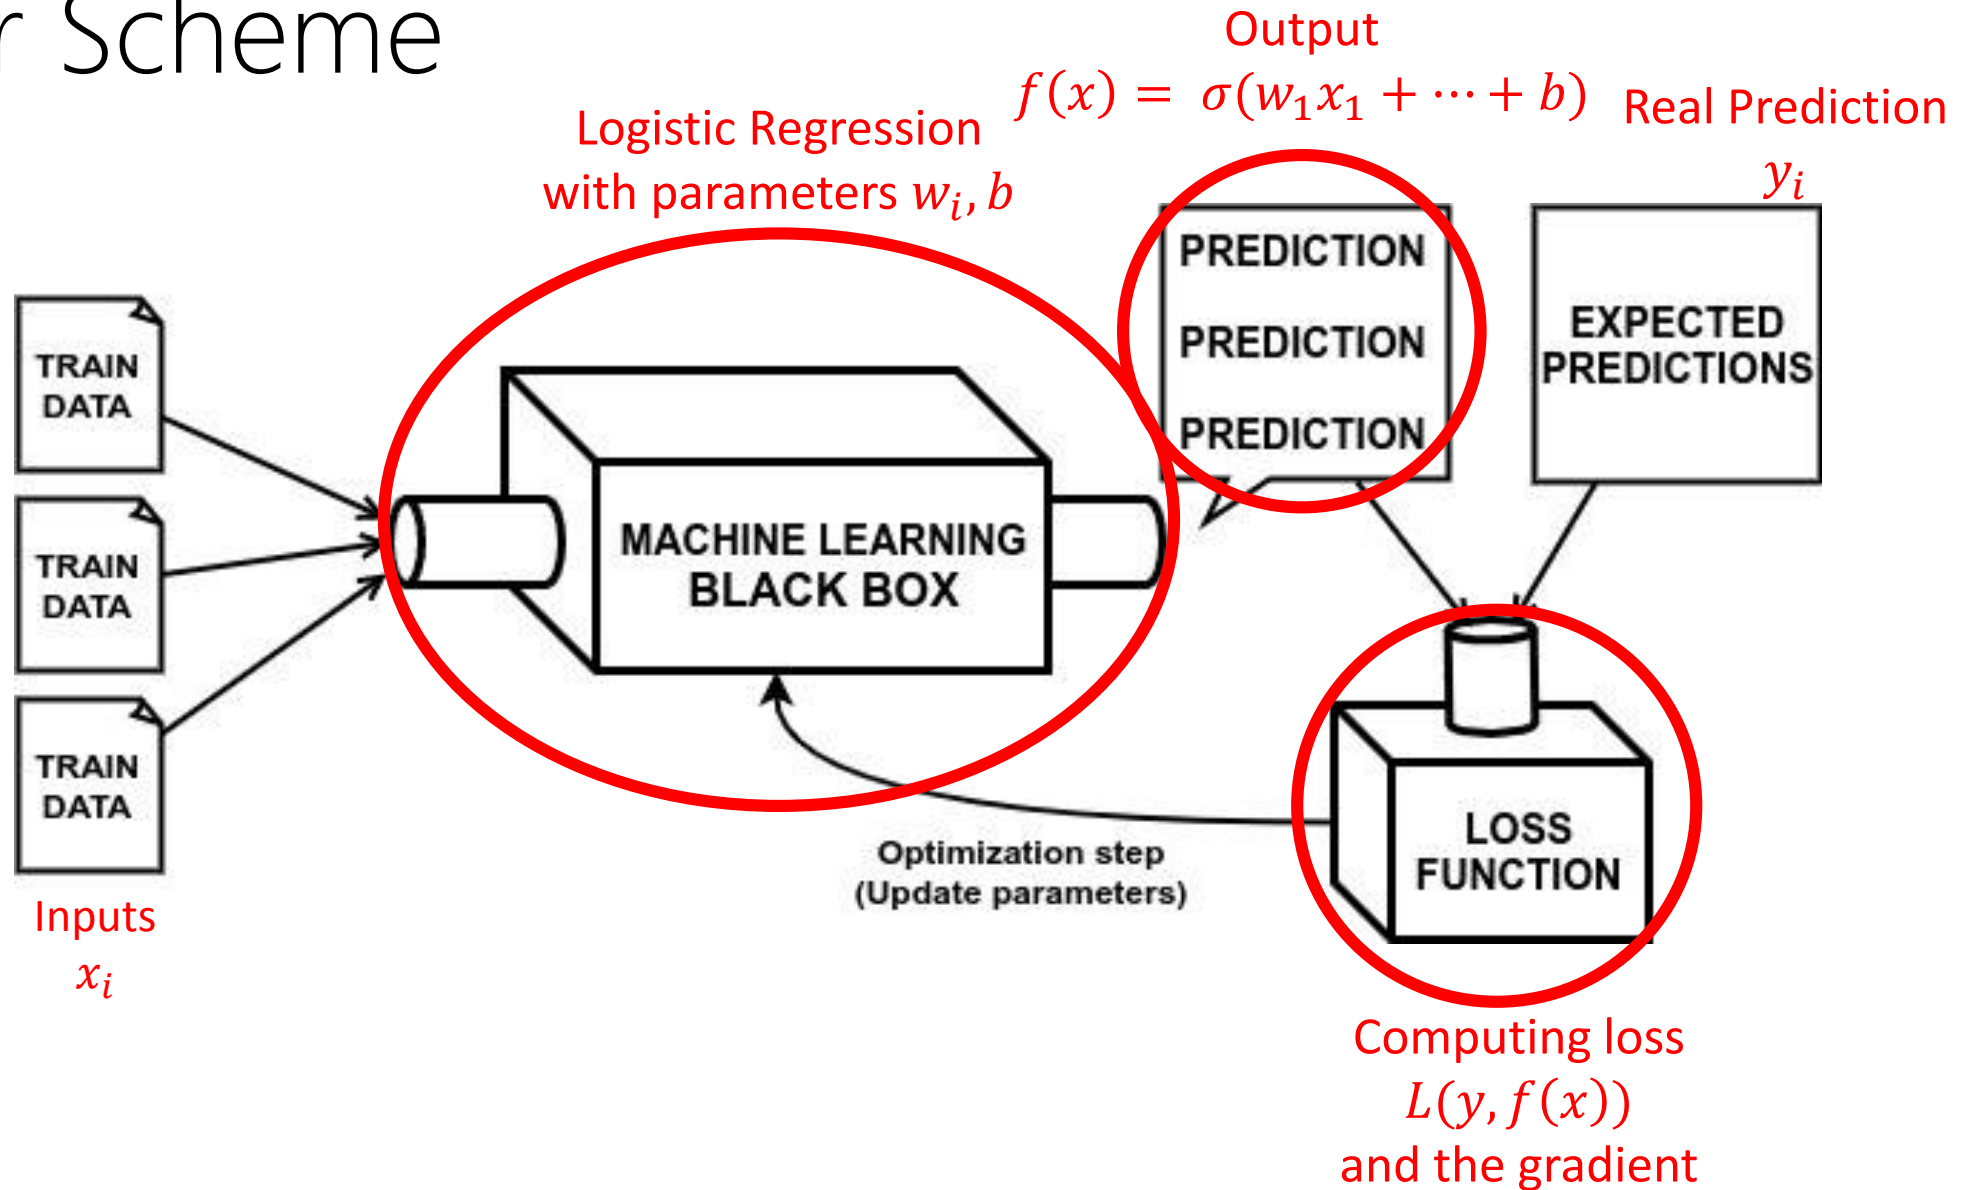 r Scheme
Output
f(x) = σ(w₁x₁ + ⋯ + b)
Real Prediction
yᵢ
Logistic Regression
with parameters wᵢ, b
TRAIN
DATA
TRAIN
DATA
TRAIN
DATA
Inputs
xᵢ
MACHINE LEARNING
BLACK BOX
PREDICTION
PREDICTION
PREDICTION
EXPECTED
PREDICTIONS
Optimization step
(Update parameters)
LOSS
FUNCTION
Computing loss
L(y, f(x))
and the gradient